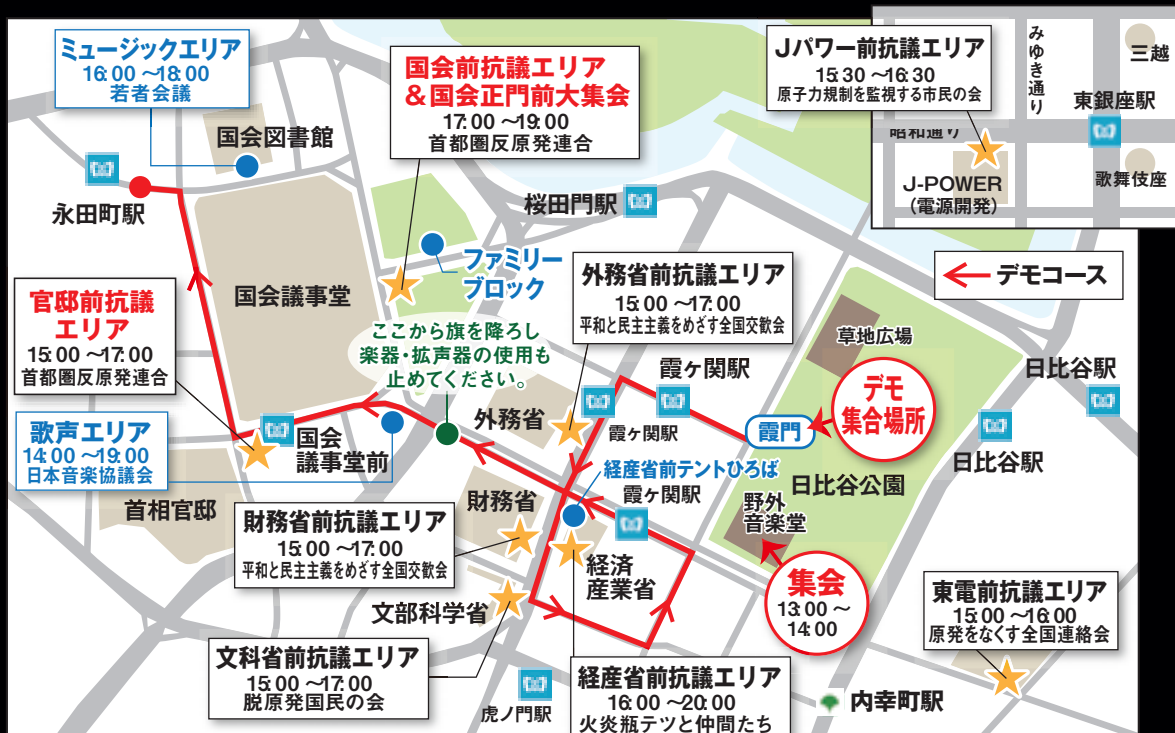 ミュージックエリア
16:00～18:00
若者会議
国会図書館
永田町駅
国会前抗議エリア
＆国会正門前大集会
17:00～19:00
首都圏反原発連合
桜田門駅
Jパワー前抗議エリア
15:30～16:30
原子力規制を監視する市民の会
みゆき通り
三越
東銀座駅
昭和通り
J-POWER
(電源開発)
歌舞伎座
デモコース
国会議事堂
ファミリー
ブロック
官邸前抗議
エリア
15:00～17:00
首都圏反原発連合
ここから旗を降ろし
楽器・拡声器の使用も
止めてください。
外務省前抗議エリア
15:00～17:00
平和と民主主義をめざす全国交歓会
草地広場
霞ヶ関駅
日比谷駅
デモ
集合場所
霞門
外務省
霞ヶ関駅
歌声エリア
14:00～19:00
日本音楽協議会
国会
議事堂前
日比谷駅
経産省前テントひろば
霞ヶ関駅
日比谷公園
野外
音楽堂
首相官邸
財務省
財務省前抗議エリア
15:00～17:00
平和と民主主義をめざす全国交歓会
経済
産業省
集会
13:00～
14:00
東電前抗議エリア
15:00～16:00
原発をなくす全国連絡会
文部科学省
文科省前抗議エリア
15:00～17:00
脱原発国民の会
経産省前抗議エリア
16:00～20:00
火炎瓶テツと仲間たち
虎ノ門駅
内幸町駅